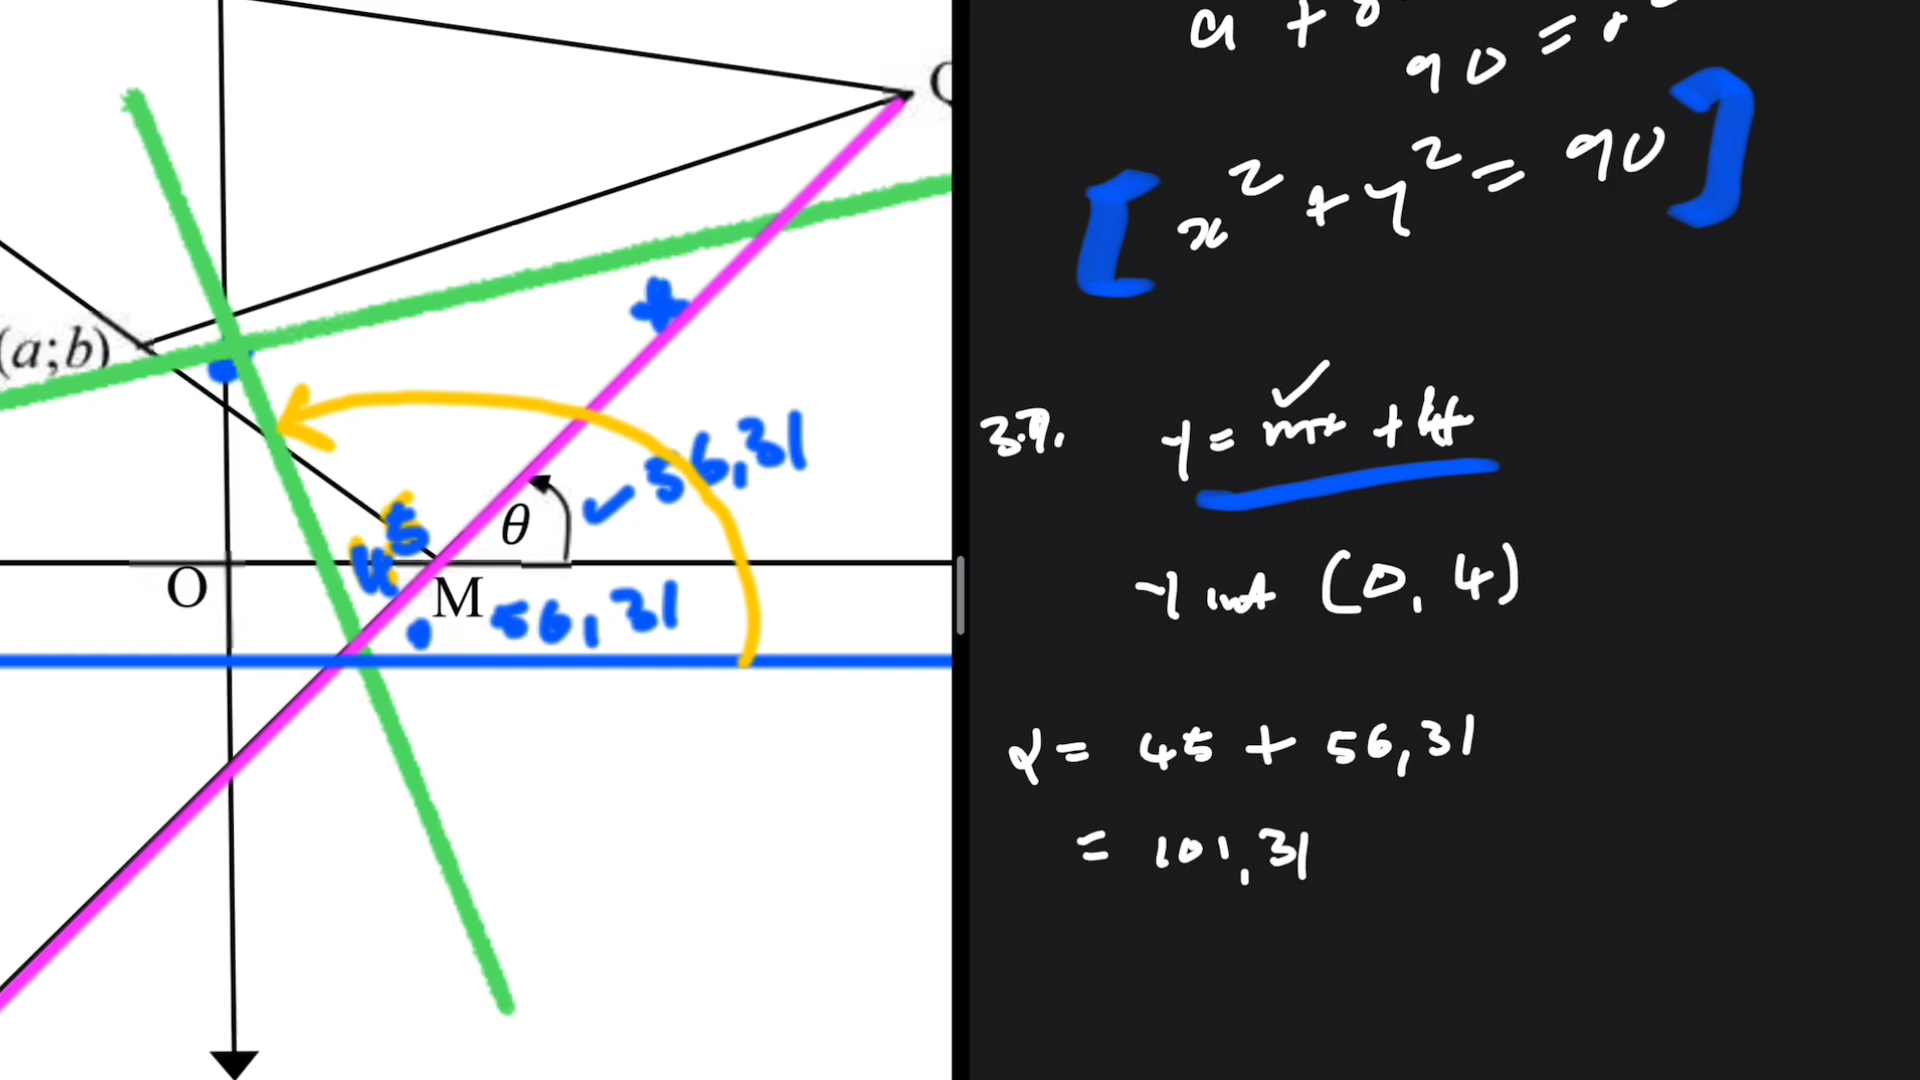 (a;b)
O
M
θ
✓ 56,31
45
56,31
90 =
[x² + y² = 90]
3.7. y = mx + 4
y int (0, 4)
α = 45 + 56,31
= 101,31